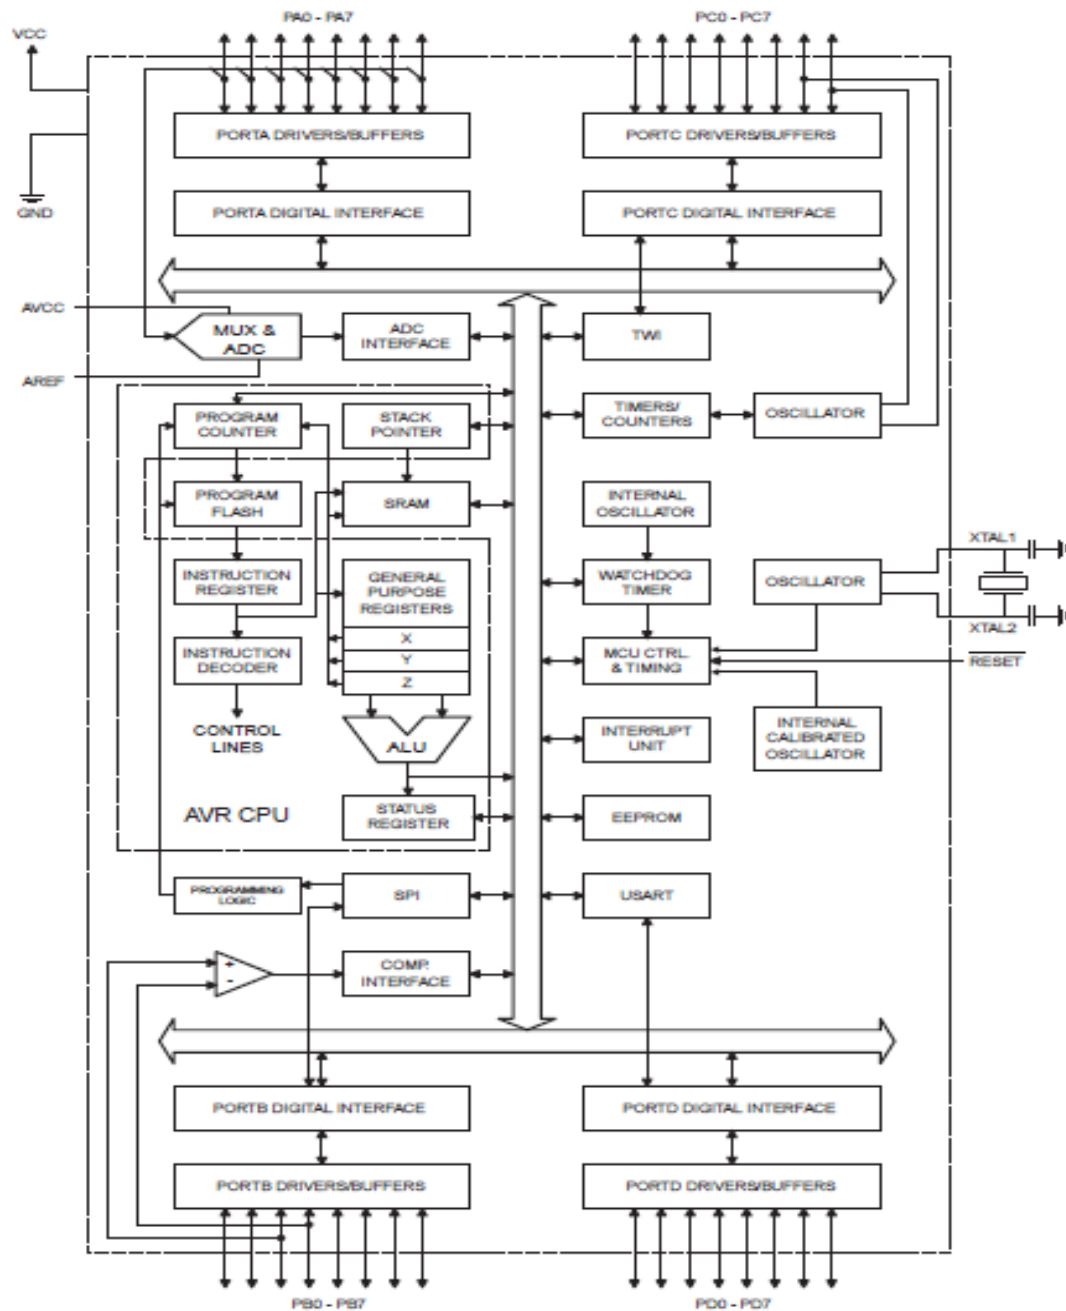 PA0 - PA7
PC0 - PC7
VCC
PORTA DRIVERS/BUFFERS
PORTC DRIVERS/BUFFERS
GND
PORTA DIGITAL INTERFACE
PORTC DIGITAL INTERFACE
AVCC
MUX &
ADC
ADC
INTERFACE
TWI
AREF
PROGRAM
COUNTER
STACK
POINTER
TIMERS/
COUNTERS
OSCILLATOR
PROGRAM
FLASH
SRAM
INTERNAL
OSCILLATOR
XTAL1
INSTRUCTION
REGISTER
GENERAL
PURPOSE
REGISTERS
WATCHDOG
TIMER
OSCILLATOR
X
Y
Z
XTAL2
INSTRUCTION
DECODER
MCU CTRL.
& TIMING
RESET
CONTROL
LINES
ALU
INTERRUPT
UNIT
INTERNAL
CALIBRATED
OSCILLATOR
AVR CPU
STATUS
REGISTER
EEPROM
PROGRAMMING
LOGIC
SPI
USART
+
-
COMP.
INTERFACE
PORTB DIGITAL INTERFACE
PORTD DIGITAL INTERFACE
PORTB DRIVERS/BUFFERS
PORTD DRIVERS/BUFFERS
PB0 - PB7
PD0 - PD7